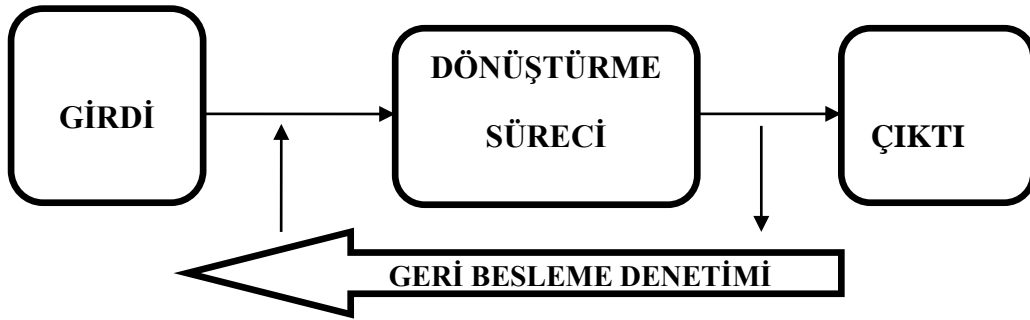 GİRDİ
DÖNÜŞTÜRME
SÜRECİ
ÇIKTI
GERİ BESLEME DENETİMİ